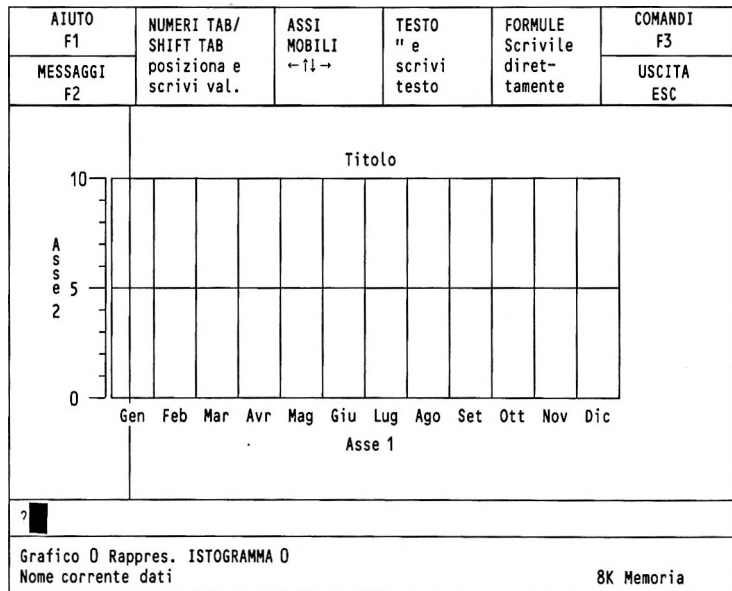 AIUTO
F1
MESSAGGI
F2
NUMERI TAB/
SHIFT TAB
posiziona e
scrivi val.
ASSI
MOBILI
←↑↓→
TESTO
" e
scrivi
testo
FORMULE
Scrivile
diret-
tamente
COMANDI
F3
USCITA
ESC
Titolo
10
5
0
Asse 2
Gen Feb Mar Avr Mag Giu Lug Ago Set Ott Nov Dic
Asse 1
?
Grafico 0 Rappres. ISTOGRAMMA 0
Nome corrente dati
8K Memoria